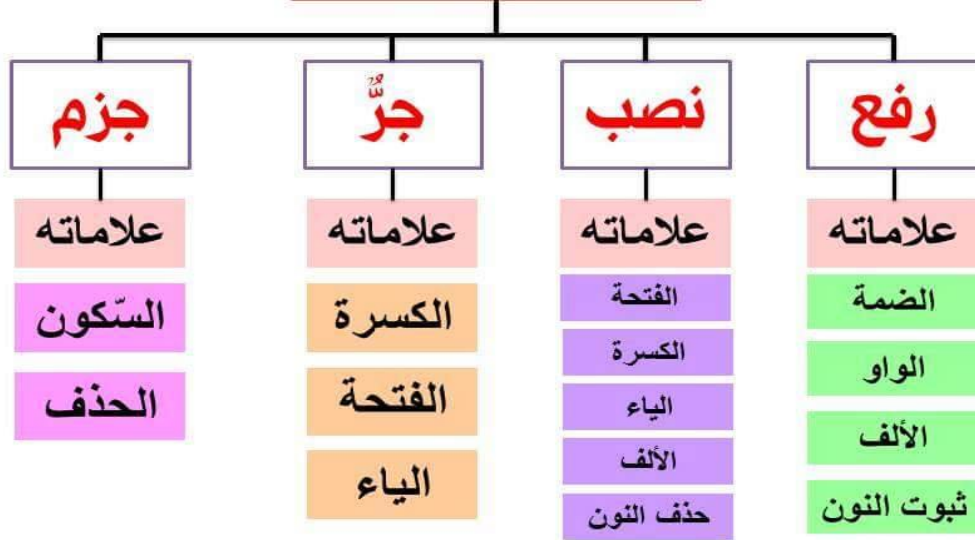 رفع
علاماته
الضمة
الواو
الألف
ثبوت النون
نصب
علاماته
الفتحة
الكسرة
الياء
الألف
حذف النون
جرٌّ
علاماته
الكسرة
الفتحة
الياء
جزم
علاماته
السّكون
الحذف